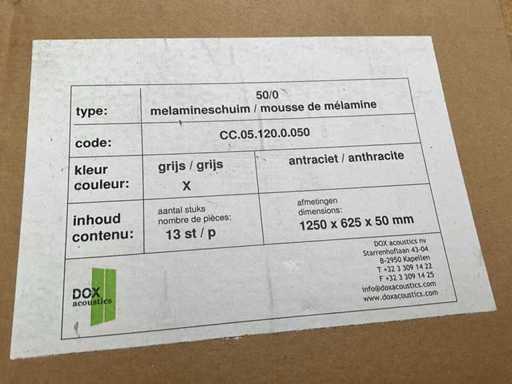 50/0
type: melamineschuim / mousse de mélamine
code: CC.05.120.0.050
kleur grijs / grijs antraciet / anthracite
couleur: X
inhoud aantal stuks afmetingen
contenu: nombre de pièces: dimensions:
13 st / p 1250 x 625 x 50 mm
DOX acoustics nv
Starrenhoflaan 43-04
B-2950 Kapellen
T +32 3 309 14 22
F +32 3 309 14 25
info@doxacoustics.com
www.doxacoustics.com
DOX
acoustics